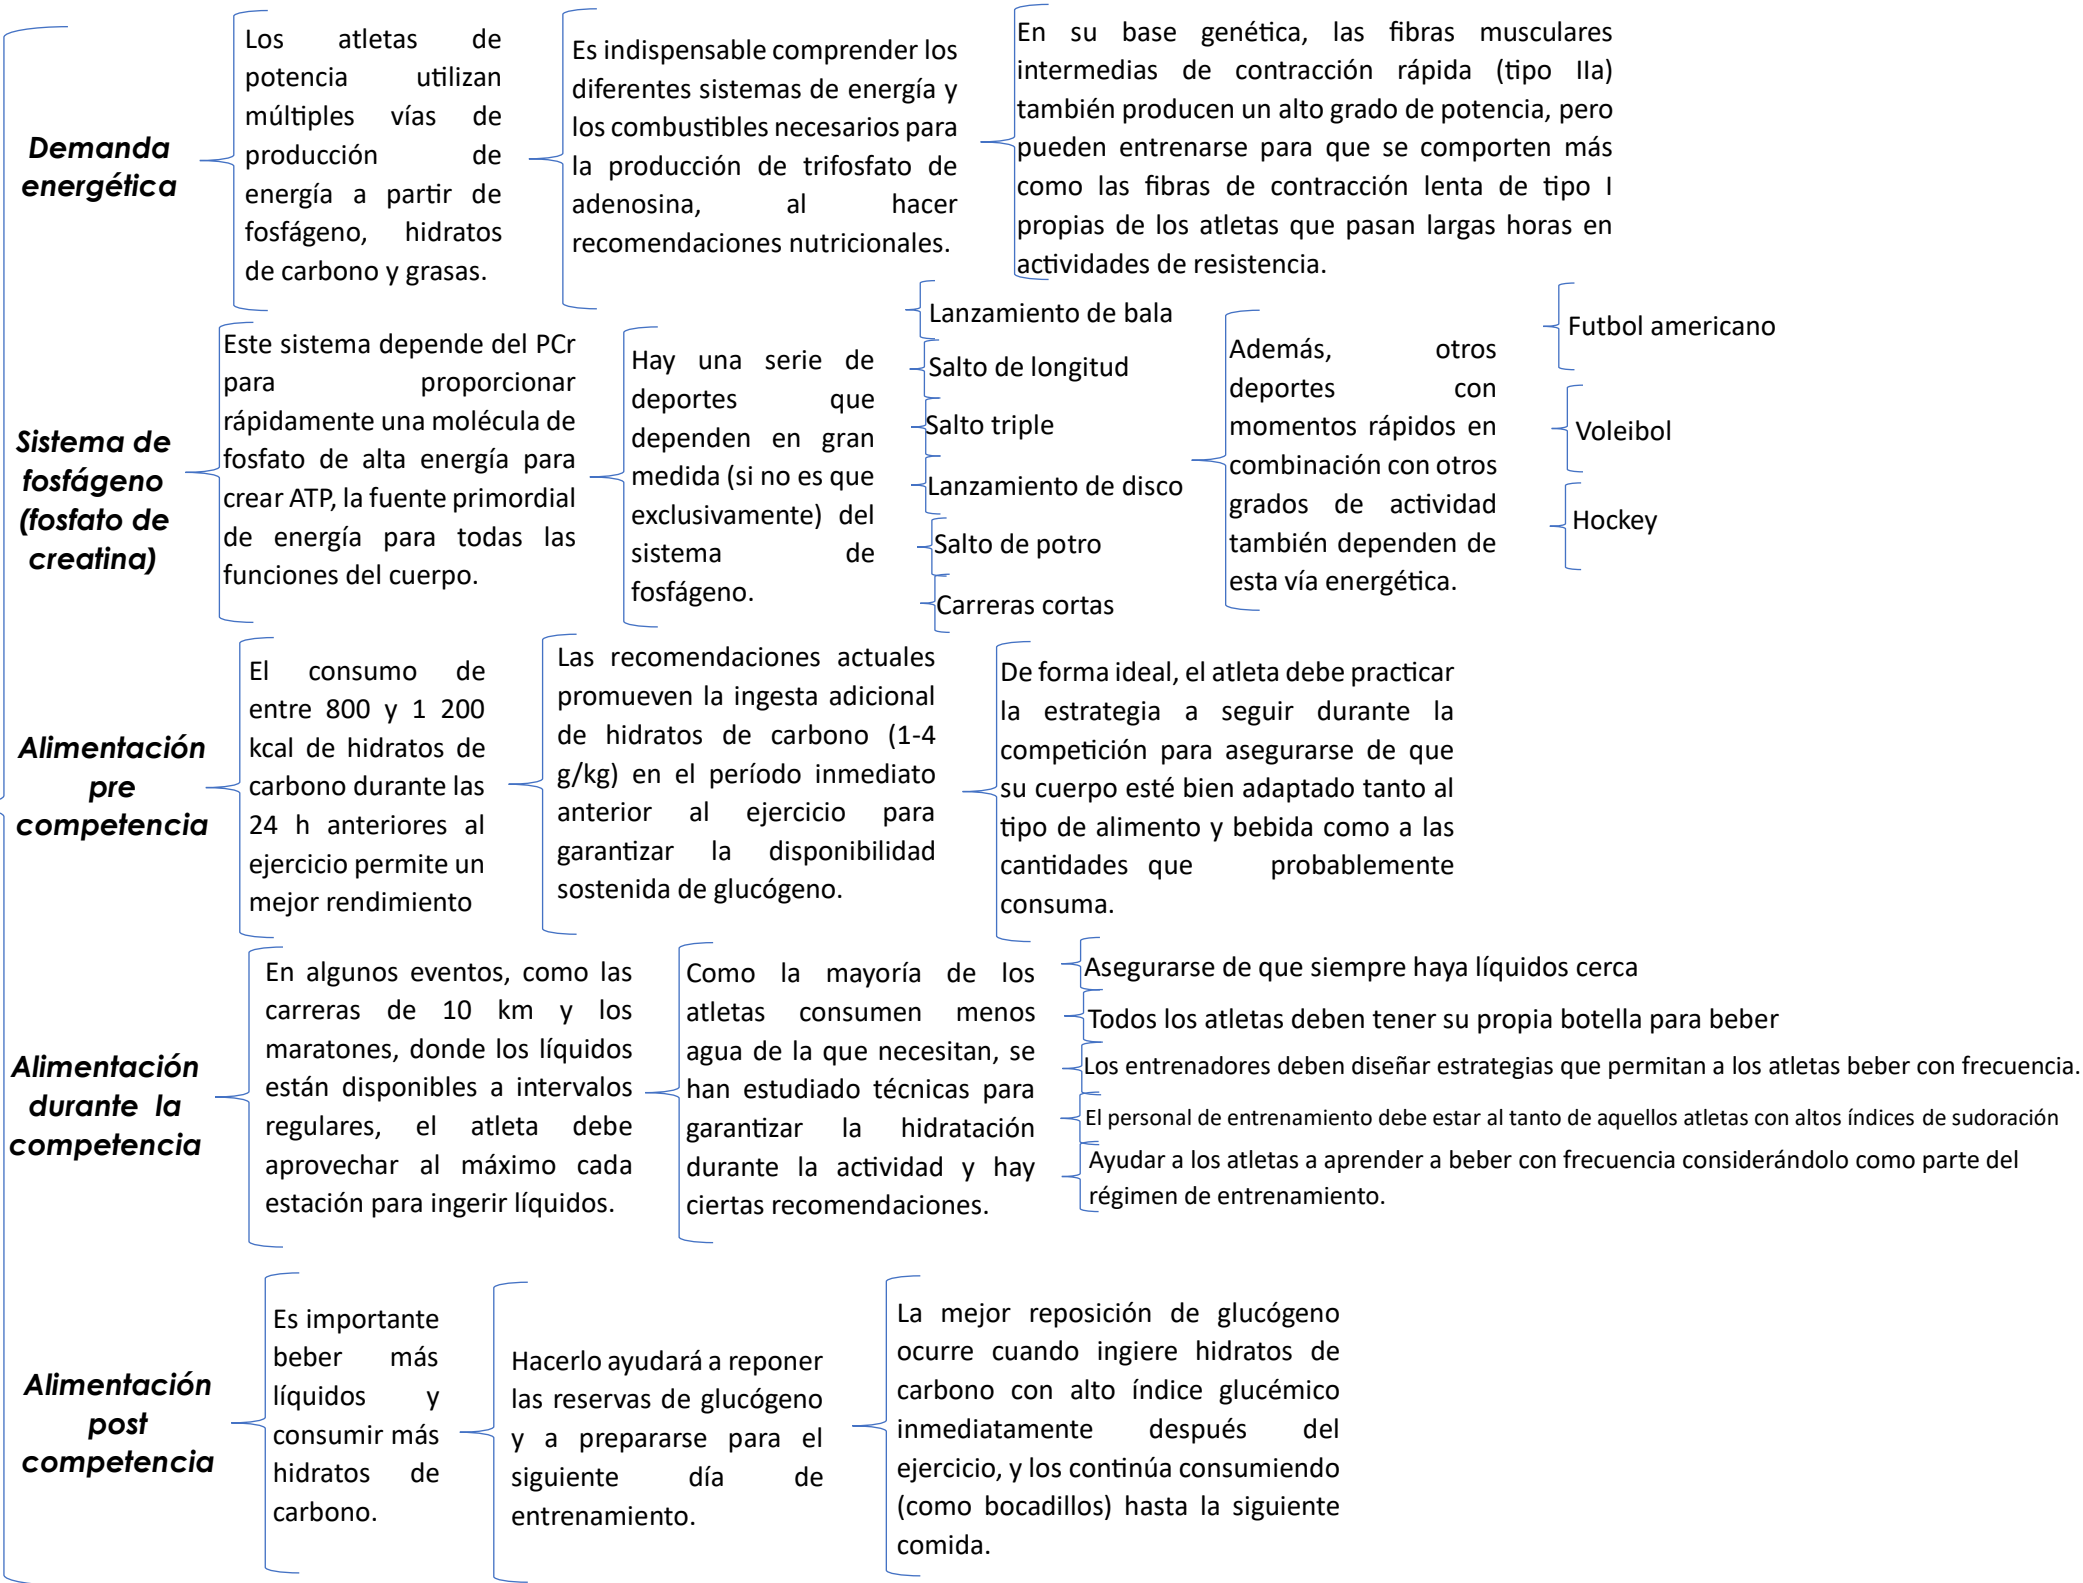 Demanda
energética
Los atletas de
potencia utilizan
múltiples vías de
producción de
energía a partir de
fosfágeno, hidratos
de carbono y grasas.
Es indispensable comprender los
diferentes sistemas de energía y
los combustibles necesarios para
la producción de trifosfato de
adenosina, al hacer
recomendaciones nutricionales.
En su base genética, las fibras musculares
intermedias de contracción rápida (tipo IIa)
también producen un alto grado de potencia, pero
pueden entrenarse para que se comporten más
como las fibras de contracción lenta de tipo I
propias de los atletas que pasan largas horas en
actividades de resistencia.
Sistema de
fosfágeno
(fosfato de
creatina)
Este sistema depende del PCr
para proporcionar
rápidamente una molécula de
fosfato de alta energía para
crear ATP, la fuente primordial
de energía para todas las
funciones del cuerpo.
Hay una serie de
deportes que
dependen en gran
medida (si no es que
exclusivamente) del
sistema de
fosfágeno.
Lanzamiento de bala
Salto de longitud
Salto triple
Lanzamiento de disco
Salto de potro
Carreras cortas
Además, otros
deportes con
momentos rápidos en
combinación con otros
grados de actividad
también dependen de
esta vía energética.
Futbol americano
Voleibol
Hockey
Alimentación
pre
competencia
El consumo de
entre 800 y 1 200
kcal de hidratos de
carbono durante las
24 h anteriores al
ejercicio permite un
mejor rendimiento
Las recomendaciones actuales
promueven la ingesta adicional
de hidratos de carbono (1-4
g/kg) en el período inmediato
anterior al ejercicio para
garantizar la disponibilidad
sostenida de glucógeno.
De forma ideal, el atleta debe practicar
la estrategia a seguir durante la
competición para asegurarse de que
su cuerpo esté bien adaptado tanto al
tipo de alimento y bebida como a las
cantidades que probablemente
consuma.
Alimentación
durante la
competencia
En algunos eventos, como las
carreras de 10 km y los
maratones, donde los líquidos
están disponibles a intervalos
regulares, el atleta debe
aprovechar al máximo cada
estación para ingerir líquidos.
Como la mayoría de los
atletas consumen menos
agua de la que necesitan, se
han estudiado técnicas para
garantizar la hidratación
durante la actividad y hay
ciertas recomendaciones.
Asegurarse de que siempre haya líquidos cerca
Todos los atletas deben tener su propia botella para beber
Los entrenadores deben diseñar estrategias que permitan a los atletas beber con frecuencia.
El personal de entrenamiento debe estar al tanto de aquellos atletas con altos índices de sudoración
Ayudar a los atletas a aprender a beber con frecuencia considerándolo como parte del
régimen de entrenamiento.
Alimentación
post
competencia
Es importante
beber más
líquidos y
consumir más
hidratos de
carbono.
Hacerlo ayudará a reponer
las reservas de glucógeno
y a prepararse para el
siguiente día de
entrenamiento.
La mejor reposición de glucógeno
ocurre cuando ingiere hidratos de
carbono con alto índice glucémico
inmediatamente después del
ejercicio, y los continúa consumiendo
(como bocadillos) hasta la siguiente
comida.